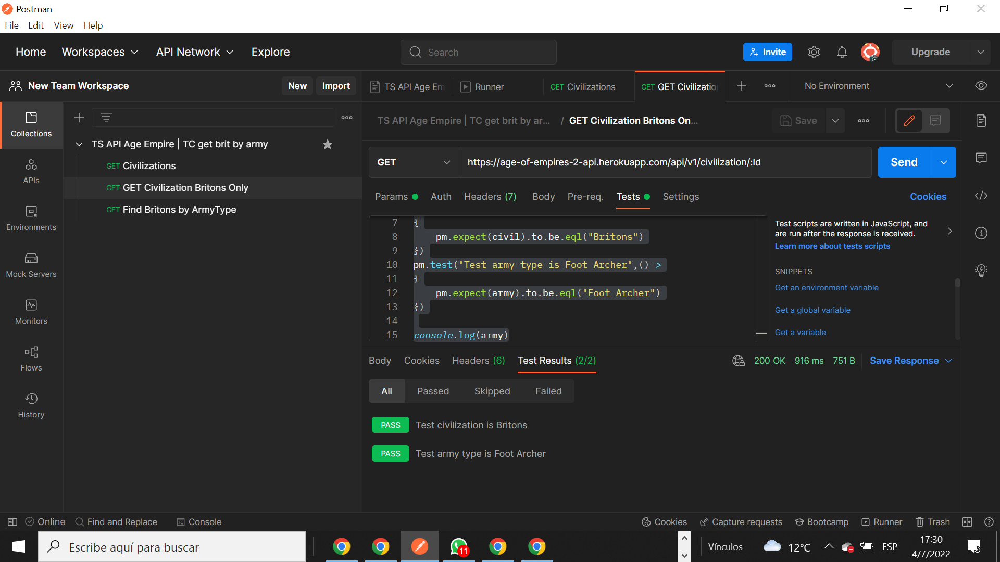 Postman
File Edit View Help
Home Workspaces API Network Explore Search Invite Upgrade
New Team Workspace New Import
TS API Age Em Runner GET Civilizations GET GET Civilizatio No Environment
Collections
APIs
Environments
Mock Servers
Monitors
Flows
History
TS API Age Empire | TC get brit by army
GET Civilizations
GET GET Civilization Britons Only
GET Find Britons by ArmyType
TS API Age Empire | TC get brit by ar... / GET Civilization Britons On... Save
GET https://age-of-empires-2-api.herokuapp.com/api/v1/civilization/:Id Send
Params Auth Headers (7) Body Pre-req. Tests Settings Cookies
7 {
8 pm.expect(civil).to.be.eql("Britons")
9 })
10 pm.test("Test army type is Foot Archer",()=>
11 {
12 pm.expect(army).to.be.eql("Foot Archer")
13 })
14
15 console.log(army)
Test scripts are written in JavaScript, and
are run after the response is received.
Learn more about tests scripts
SNIPPETS
Get an environment variable
Get a global variable
Get a variable
Body Cookies Headers (6) Test Results (2/2) 200 OK 916 ms 751 B Save Response
All Passed Skipped Failed
PASS Test civilization is Britons
PASS Test army type is Foot Archer
Online Find and Replace Console Cookies Capture requests Bootcamp Runner Trash
Escribe aquí para buscar 11 Vínculos 12°C ESP 17:30
4/7/2022